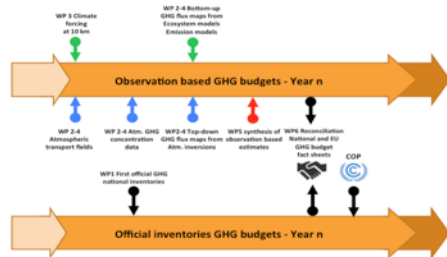 WP 3 Climate
forcing
at 10 km
WP 2-4 Bottom-up
GHG flux maps from
Ecosystem models
Emission models
Observation based GHG budgets - Year n
WP 2-4
Atmospheric
transport fields
WP 2-4 Atm. GHG
concentration
data
WP2-4 Top-down
GHG flux maps from
Atm. inversions
WP5 synthesis of
observation based
estimates
WP6 Reconciliation
National and EU
GHG budget
fact sheets
COP
WP1 First official GHG
national inventories
Official inventories GHG budgets - Year n